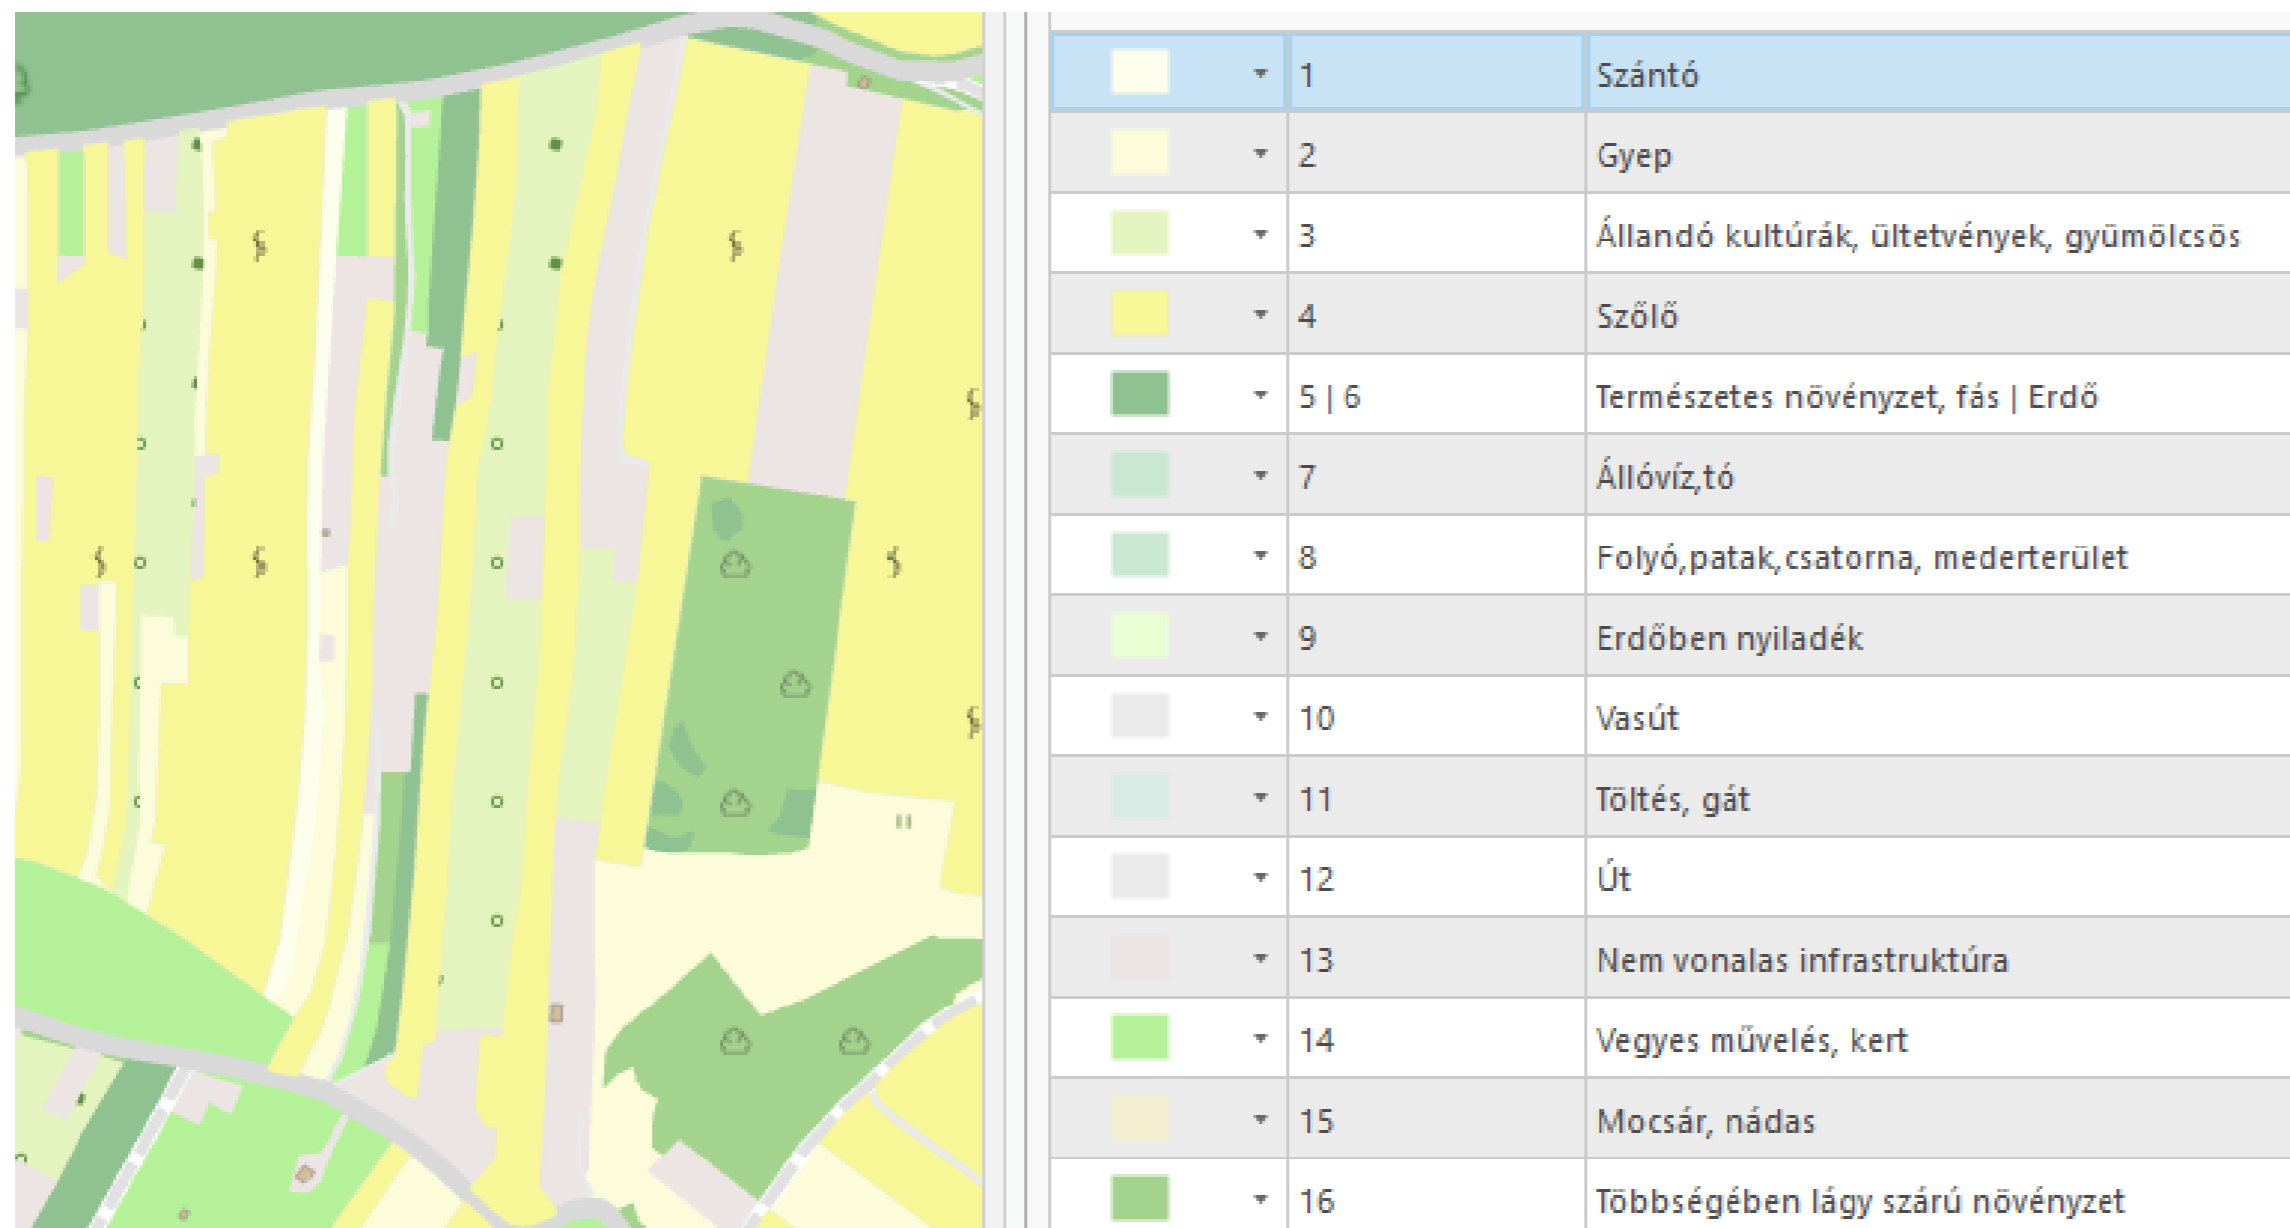 1 Szántó
2 Gyep
3 Állandó kultúrák, ültetvények, gyümölcsös
4 Szőlő
5 | 6 Természetes növényzet, fás | Erdő
7 Állóvíz,tó
8 Folyó,patak,csatorna, mederterület
9 Erdőben nyiladék
10 Vasút
11 Töltés, gát
12 Út
13 Nem vonalas infrastruktúra
14 Vegyes művelés, kert
15 Mocsár, nádas
16 Többségében lágy szárú növényzet